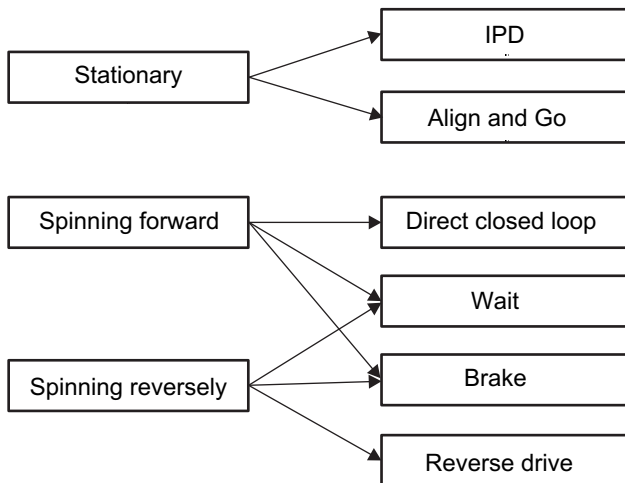 IPD
Stationary
Align and Go
Spinning forward
Direct closed loop
Wait
Spinning reversely
Brake
Reverse drive